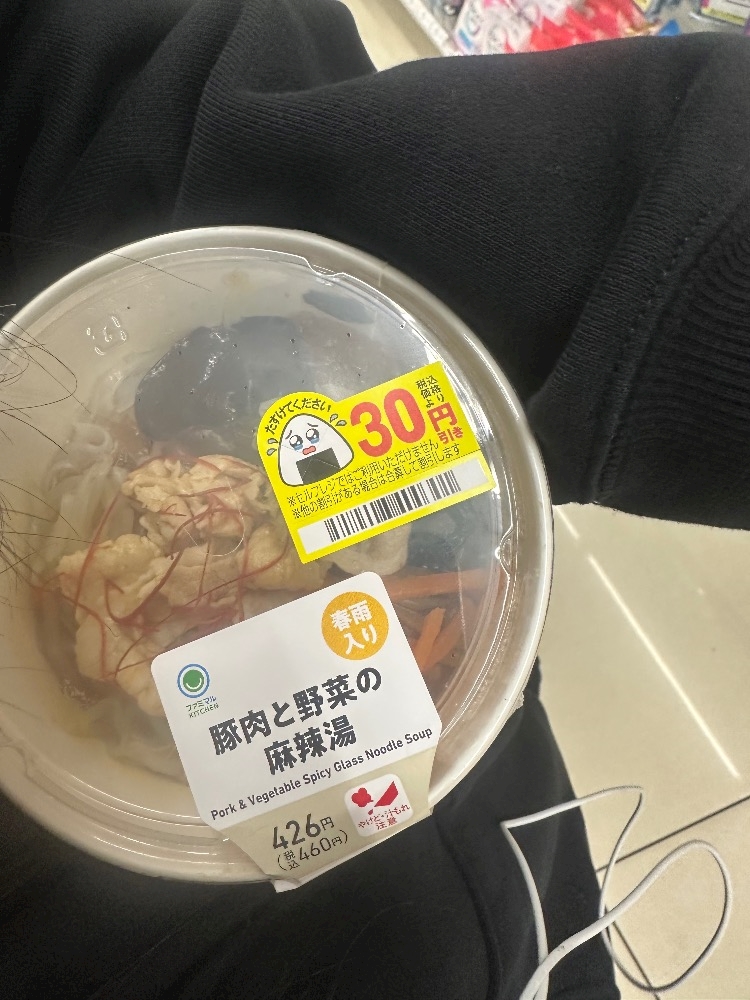 たすけてください
税込価格より
30円引き
※セルフレジではご利用いただけません
※他の割引がある場合は合算して割引します
春雨
入り
ファミマル
KITCHEN
豚肉と野菜の
麻辣湯
Pork & Vegetable Spicy Glass Noodle Soup
426円
(税込460円)
やけど・汁もれ
注意